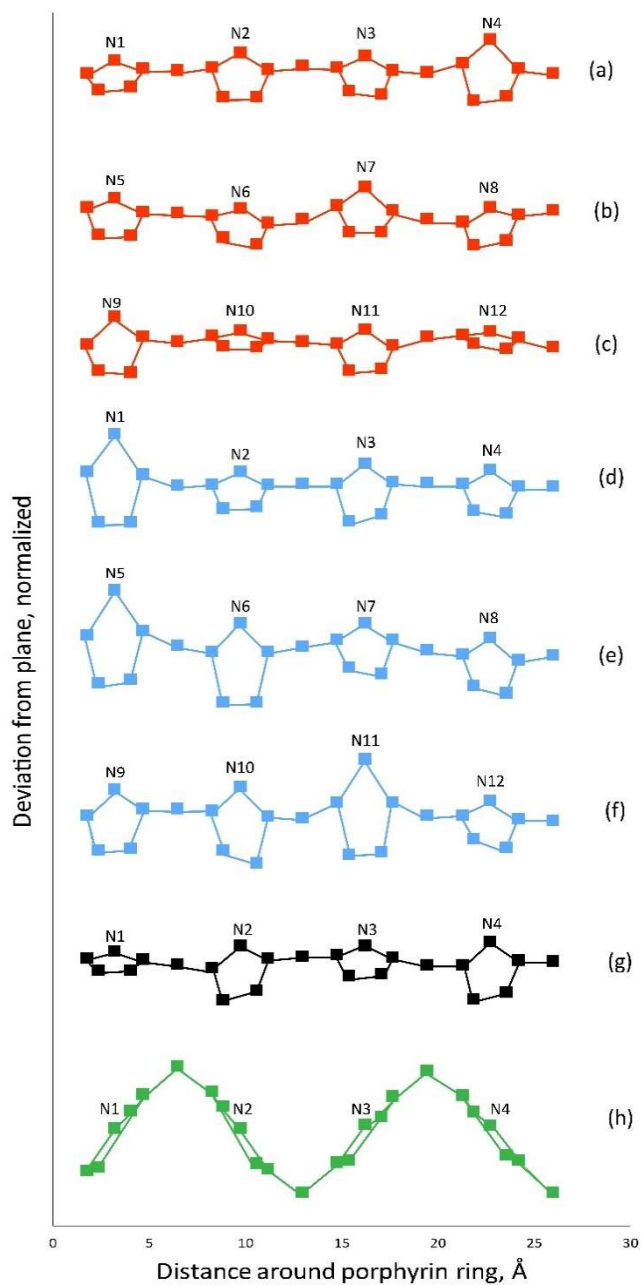 N1 N2 N3 N4 (a)
N5 N6 N7 N8 (b)
N9 N10 N11 N12 (c)
N1 N2 N3 N4 (d)
N5 N6 N7 N8 (e)
N9 N10 N11 N12 (f)
N1 N2 N3 N4 (g)
N1 N2 N3 N4 (h)
Deviation from plane, normalized
0 5 10 15 20 25 30
Distance around porphyrin ring, Å